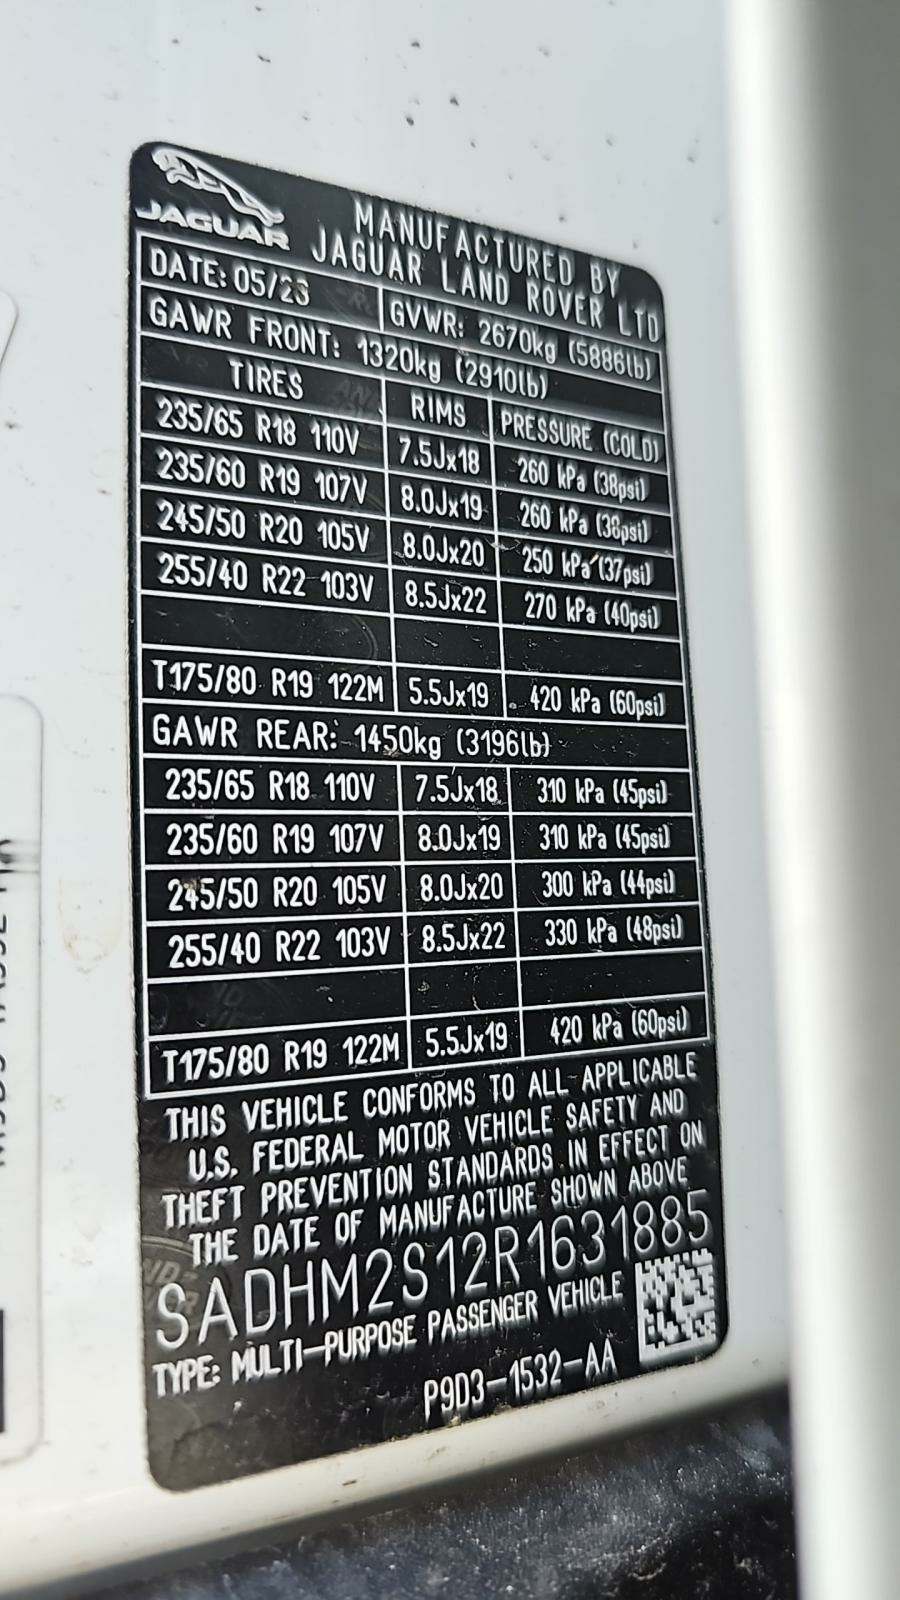 JAGUAR
MANUFACTURED BY
JAGUAR LAND ROVER LTD
DATE: 05/23 GVWR: 2670kg (5886lb)
GAWR FRONT: 1320kg (2910lb)
TIRES RIMS PRESSURE (COLD)
235/65 R18 110V 7.5Jx18 260 kPa (38psi)
235/60 R19 107V 8.0Jx19 260 kPa (38psi)
245/50 R20 105V 8.0Jx20 250 kPa (37psi)
255/40 R22 103V 8.5Jx22 270 kPa (40psi)
T175/80 R19 122M 5.5Jx19 420 kPa (60psi)
GAWR REAR: 1450kg (3196lb)
235/65 R18 110V 7.5Jx18 310 kPa (45psi)
235/60 R19 107V 8.0Jx19 310 kPa (45psi)
245/50 R20 105V 8.0Jx20 300 kPa (44psi)
255/40 R22 103V 8.5Jx22 330 kPa (48psi)
T175/80 R19 122M 5.5Jx19 420 kPa (60psi)
THIS VEHICLE CONFORMS TO ALL APPLICABLE
U.S. FEDERAL MOTOR VEHICLE SAFETY AND
THEFT PREVENTION STANDARDS IN EFFECT ON
THE DATE OF MANUFACTURE SHOWN ABOVE
SADHM2S12R1631885
TYPE: MULTI-PURPOSE PASSENGER VEHICLE
P9D3-1532-AA